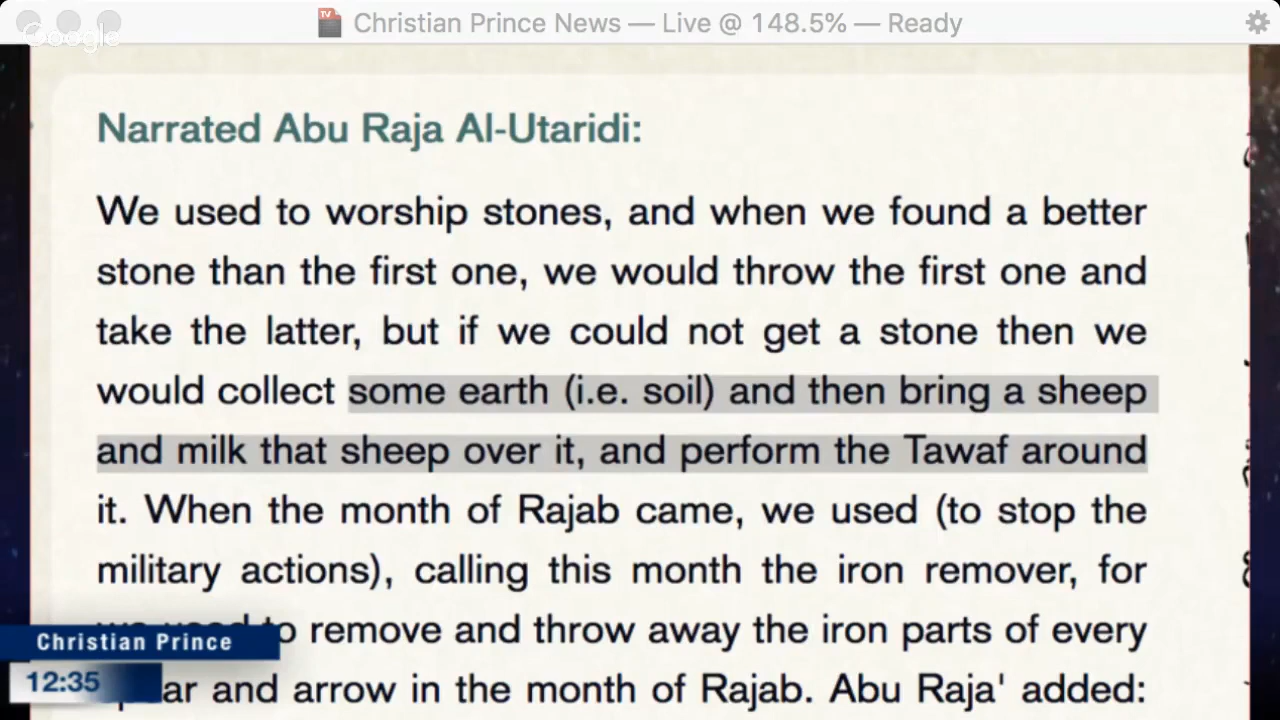 Christian Prince News — Live @ 148.5% — Ready
Google
Narrated Abu Raja Al-Utaridi:
We used to worship stones, and when we found a better
stone than the first one, we would throw the first one and
take the latter, but if we could not get a stone then we
would collect some earth (i.e. soil) and then bring a sheep
and milk that sheep over it, and perform the Tawaf around
it. When the month of Rajab came, we used (to stop the
military actions), calling this month the iron remover, for
we used to remove and throw away the iron parts of every
and arrow in the month of Rajab. Abu Raja' added:
Christian Prince
12:35